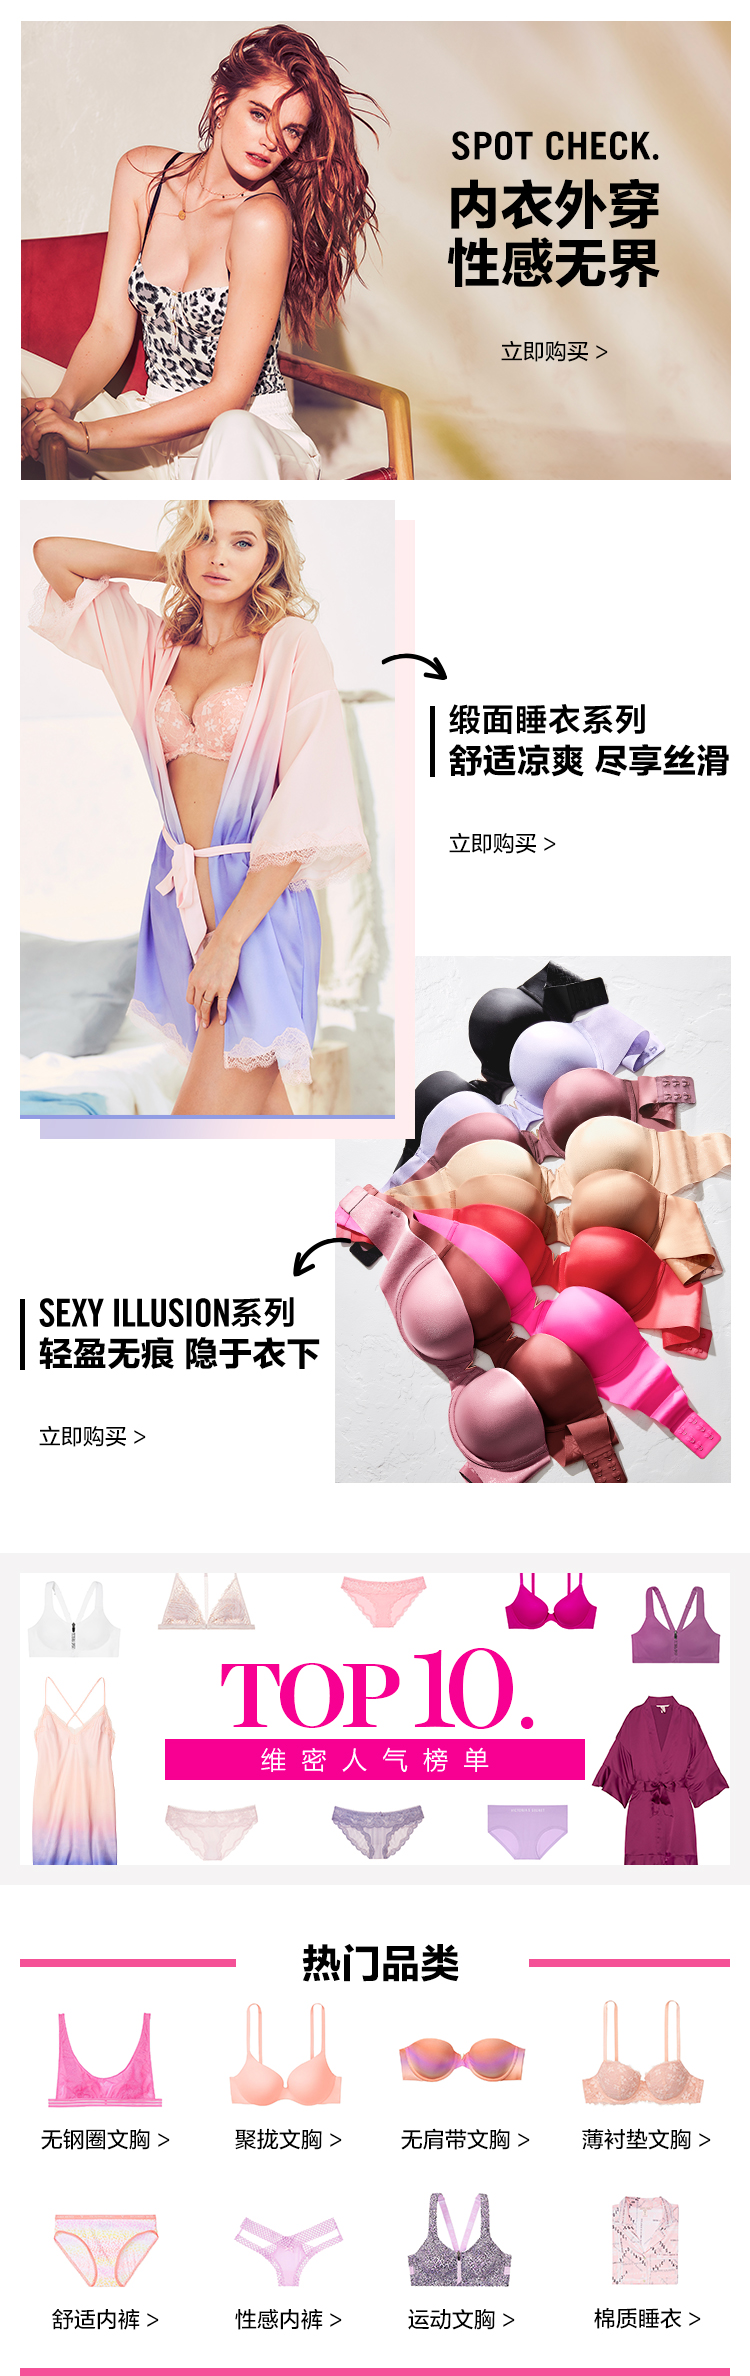 SPOT CHECK.
内衣外穿
性感无界
立即购买 >
缎面睡衣系列
舒适凉爽 尽享丝滑
立即购买 >
SEXY ILLUSION系列
轻盈无痕 隐于衣下
立即购买 >
TOP 10.
维密人气榜单
热门品类
无钢圈文胸 >
聚拢文胸 >
无肩带文胸 >
薄衬垫文胸 >
舒适内裤 >
性感内裤 >
运动文胸 >
棉质睡衣 >